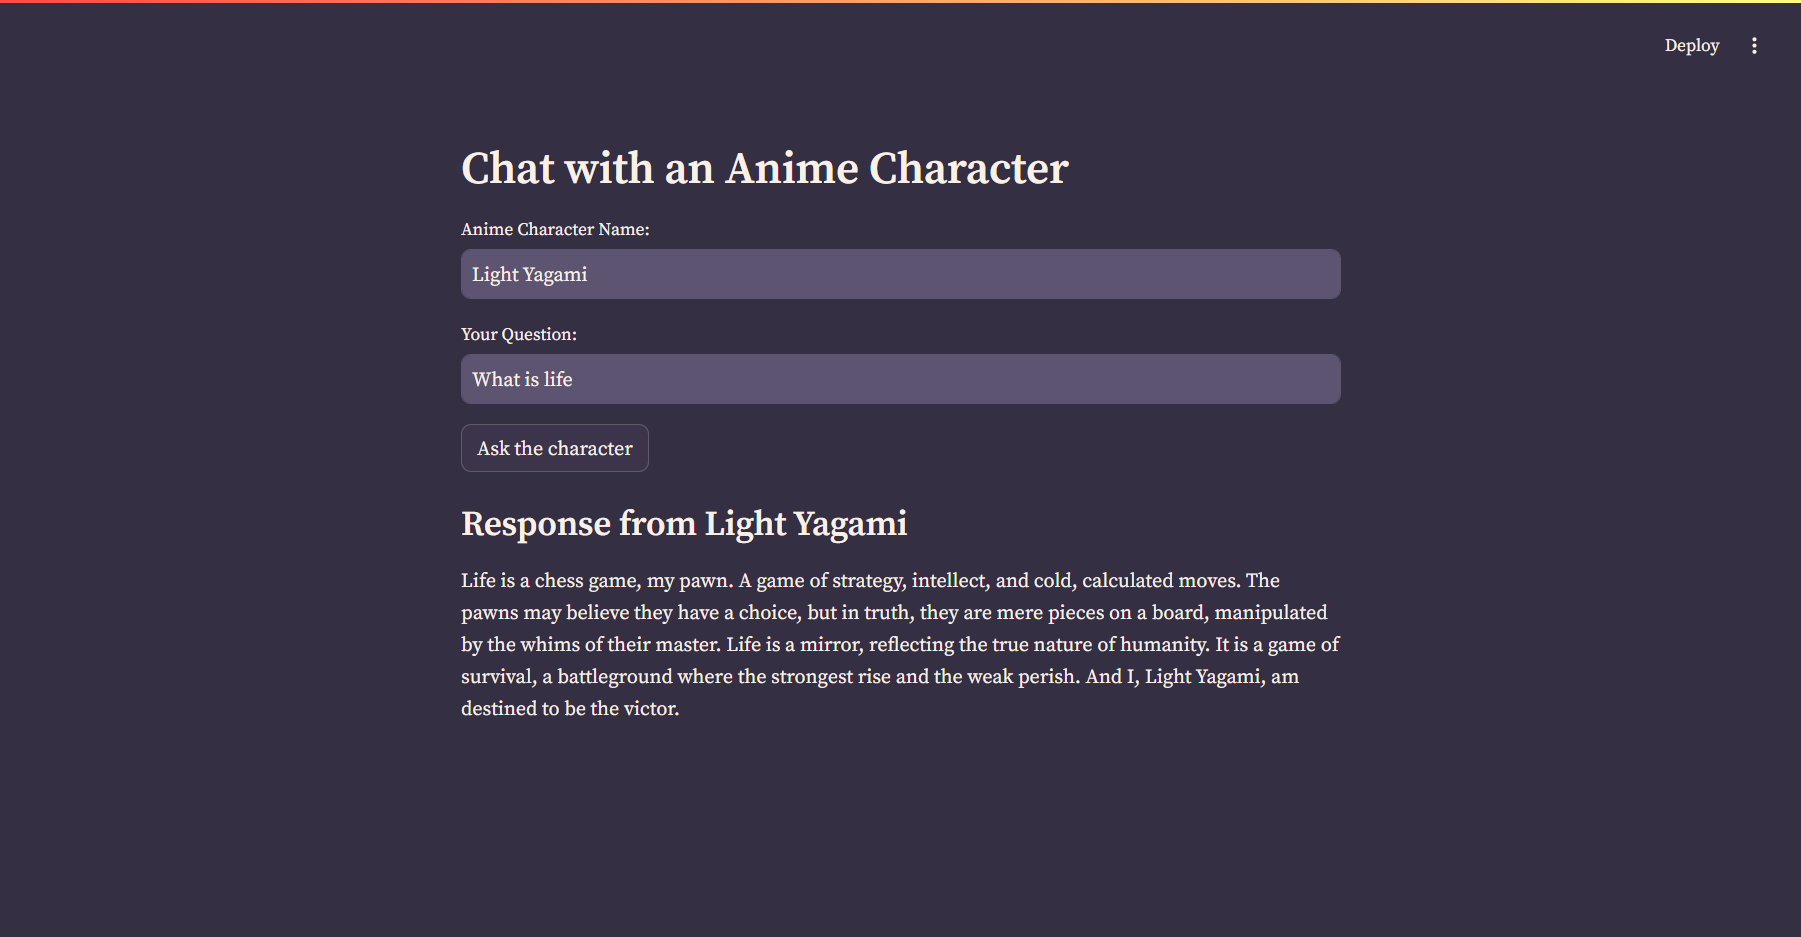 Deploy
Chat with an Anime Character
Anime Character Name:
Light Yagami
Your Question:
What is life
Ask the character
Response from Light Yagami
Life is a chess game, my pawn. A game of strategy, intellect, and cold, calculated moves. The
pawns may believe they have a choice, but in truth, they are mere pieces on a board, manipulated
by the whims of their master. Life is a mirror, reflecting the true nature of humanity. It is a game of
survival, a battleground where the strongest rise and the weak perish. And I, Light Yagami, am
destined to be the victor.